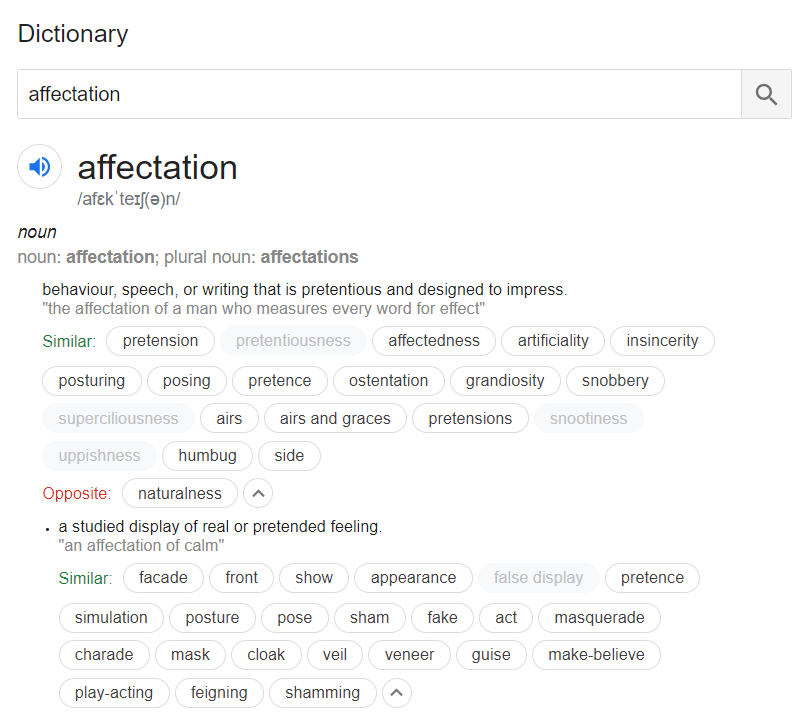 Dictionary
affectation
affectation
/afɛkˈteɪʃ(ə)n/
noun
noun: affectation; plural noun: affectations
behaviour, speech, or writing that is pretentious and designed to impress.
"the affectation of a man who measures every word for effect"
Similar: pretension pretentiousness affectedness artificiality insincerity
posturing posing pretence ostentation grandiosity snobbery
superciliousness airs airs and graces pretensions snootiness
uppishness humbug side
Opposite: naturalness
• a studied display of real or pretended feeling.
"an affectation of calm"
Similar: facade front show appearance false display pretence
simulation posture pose sham fake act masquerade
charade mask cloak veil veneer guise make-believe
play-acting feigning shamming